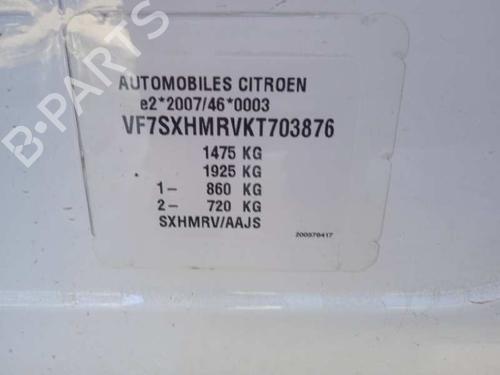 AUTOMOBILES CITROEN
e2*2007/46*0003
VF7SXHMRVKT703876
1475 KG
1925 KG
1- 860 KG
2- 720 KG
SXHMRV/AAJS
200576417
B-PARTS